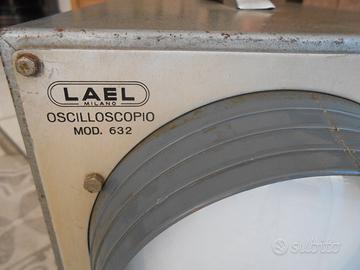 LAEL
MILANO
OSCILLOSCOPIO
MOD. 632
subito